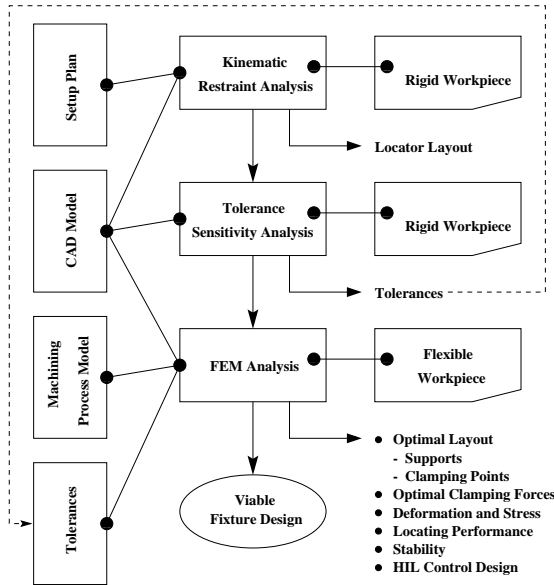 Setup Plan
Kinematic
Restraint Analysis
Rigid Workpiece
Locator Layout
CAD Model
Tolerance
Sensitivity Analysis
Rigid Workpiece
Tolerances
Machining
Process Model
FEM Analysis
Flexible
Workpiece
Tolerances
Viable
Fixture Design
Optimal Layout
- Supports
- Clamping Points
Optimal Clamping Forces
Deformation and Stress
Locating Performance
Stability
HIL Control Design